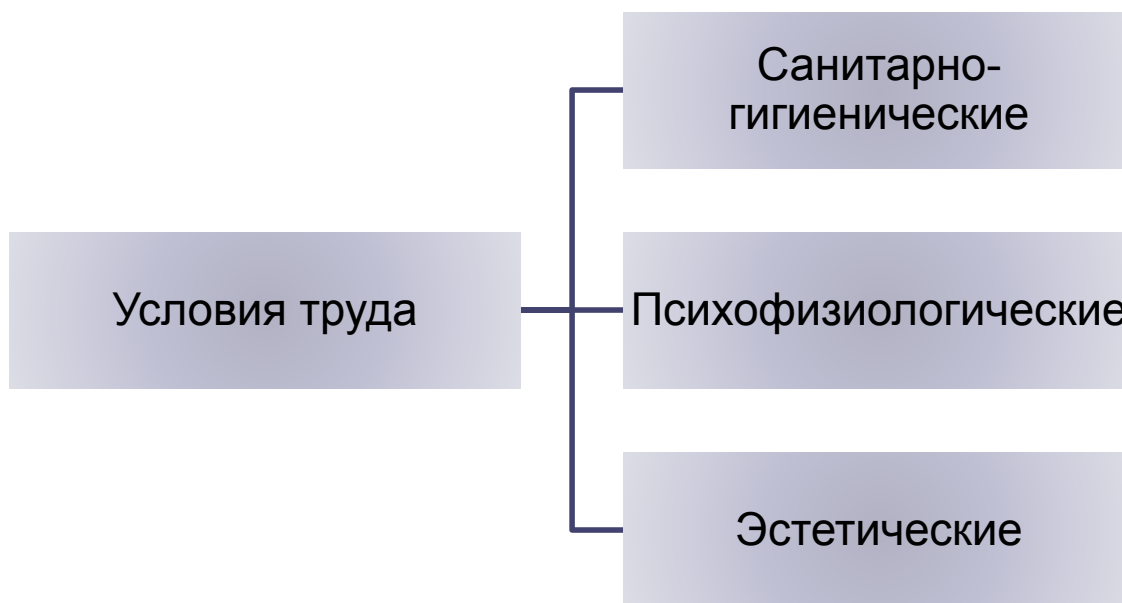 Санитарно-
гигиенические
Условия труда
Психофизиологические
Эстетические